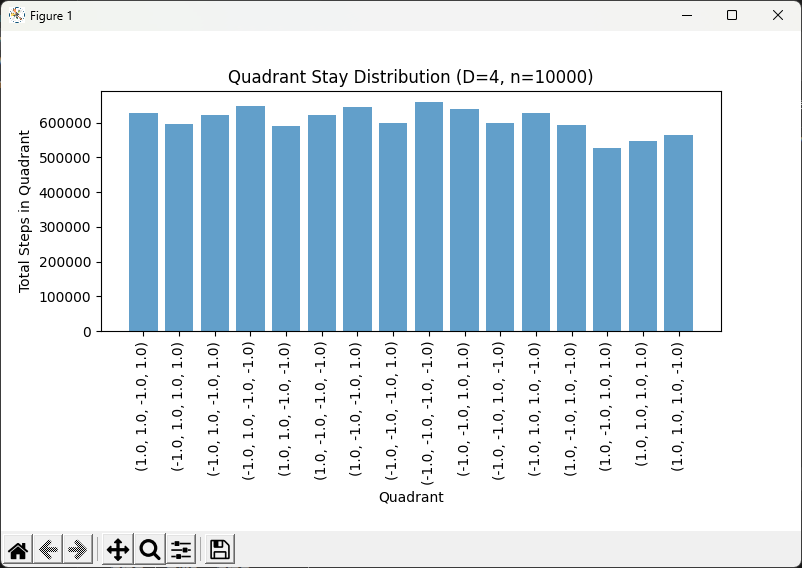 Figure 1
Quadrant Stay Distribution (D=4, n=10000)
Total Steps in Quadrant
600000
500000
400000
300000
200000
100000
0
(1.0, 1.0, -1.0, 1.0)
(-1.0, 1.0, 1.0, 1.0)
(-1.0, 1.0, -1.0, 1.0)
(-1.0, 1.0, -1.0, -1.0)
(1.0, 1.0, -1.0, -1.0)
(1.0, -1.0, -1.0, -1.0)
(1.0, -1.0, -1.0, 1.0)
(-1.0, -1.0, -1.0, 1.0)
(-1.0, -1.0, -1.0, -1.0)
(-1.0, -1.0, 1.0, 1.0)
(-1.0, -1.0, 1.0, -1.0)
(-1.0, 1.0, 1.0, -1.0)
(1.0, -1.0, 1.0, -1.0)
(1.0, -1.0, 1.0, 1.0)
(1.0, 1.0, 1.0, 1.0)
(1.0, 1.0, 1.0, -1.0)
Quadrant